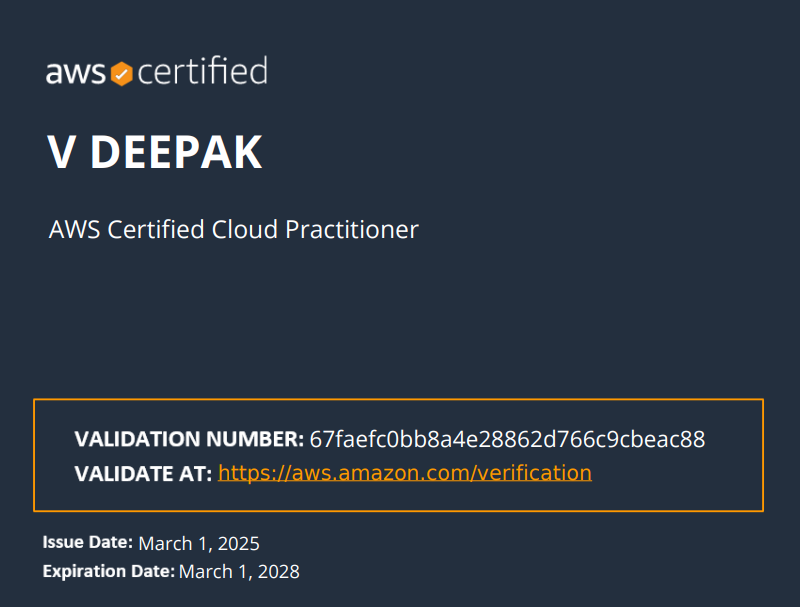 aws certified
V DEEPAK
AWS Certified Cloud Practitioner
VALIDATION NUMBER: 67faefc0bb8a4e28862d766c9cbeac88
VALIDATE AT: https://aws.amazon.com/verification
Issue Date: March 1, 2025
Expiration Date: March 1, 2028